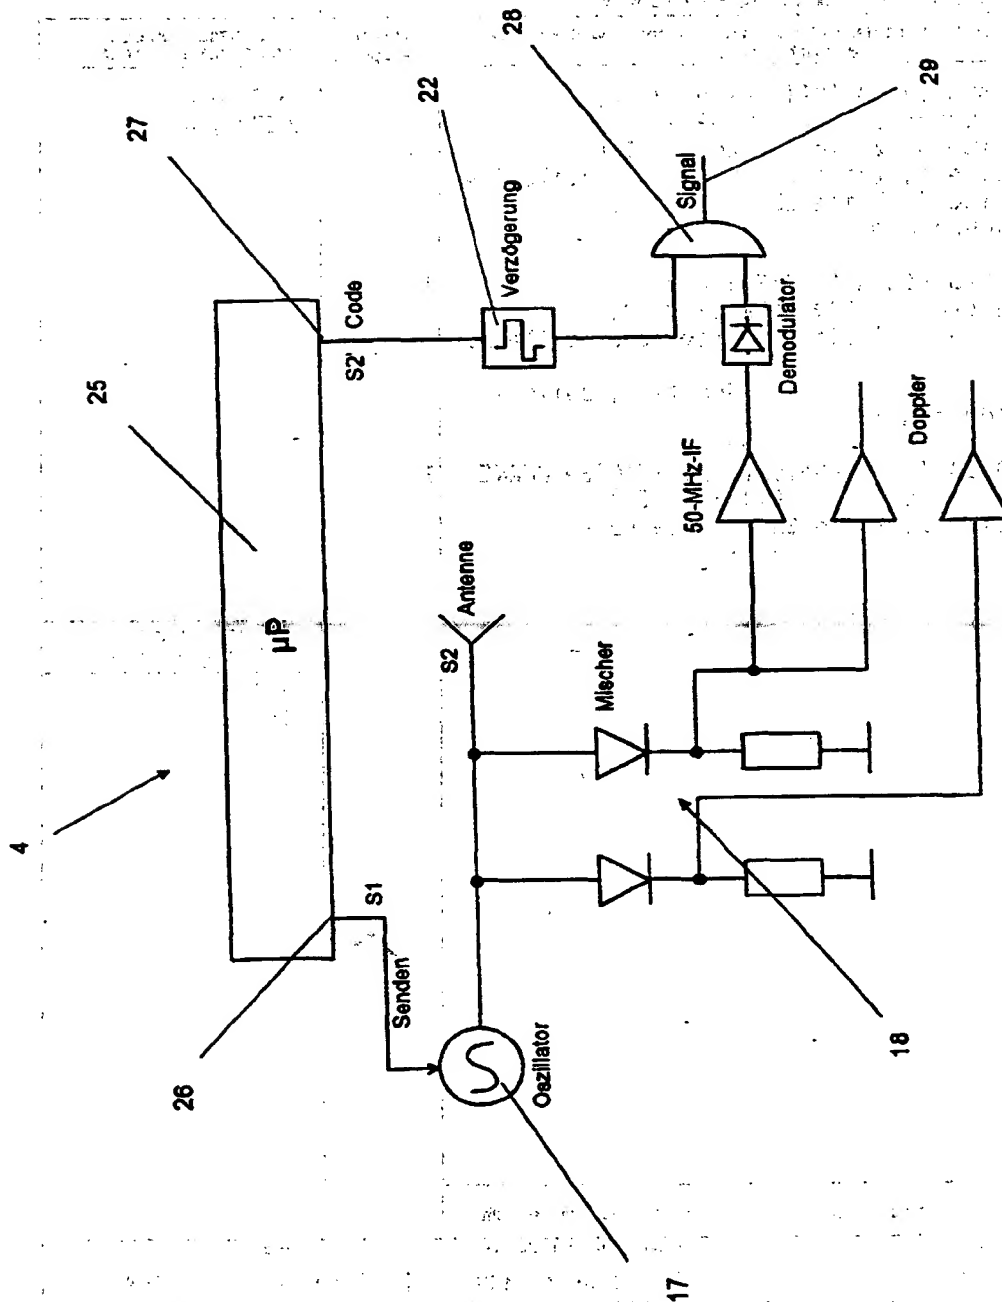 4
25
27
22
28
29
µP
26
S1
Senden
S2'
Code
Verzögerung
Signal
S2
Antenne
Oszillator
Mischer
50-MHz-IF
Demodulator
Doppler
17
18